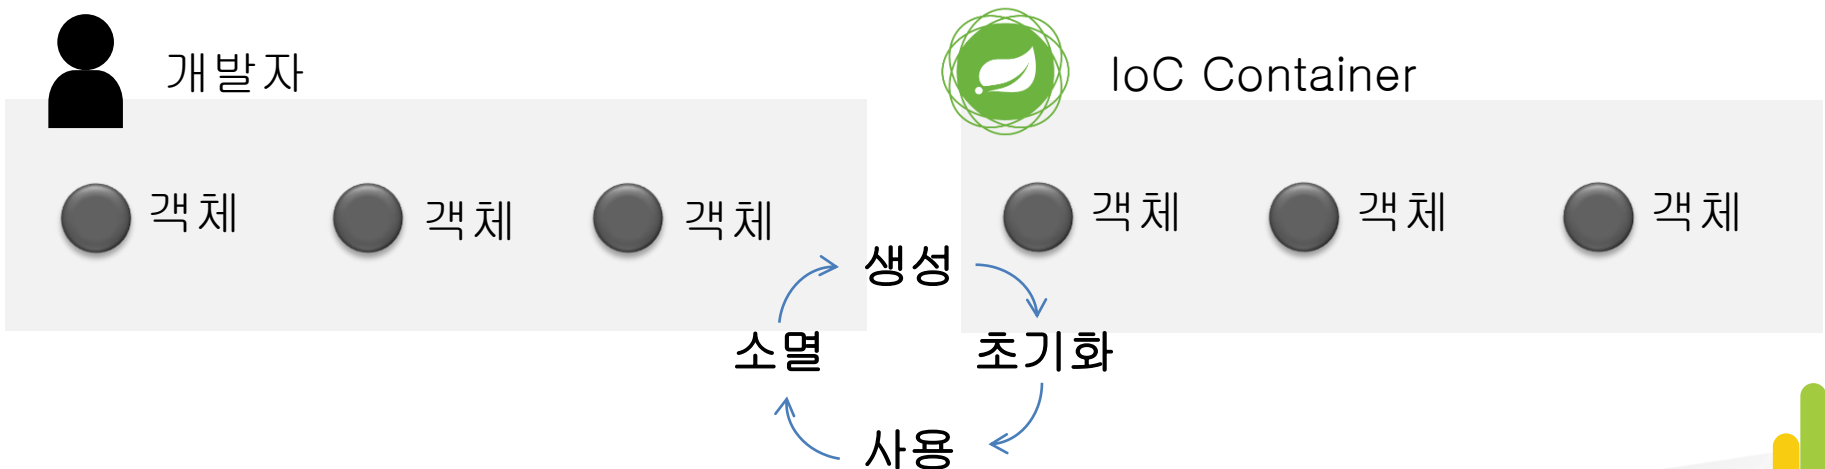 개발자
IoC Container
객체 객체 객체
객체 객체 객체
생성
소멸
초기화
사용